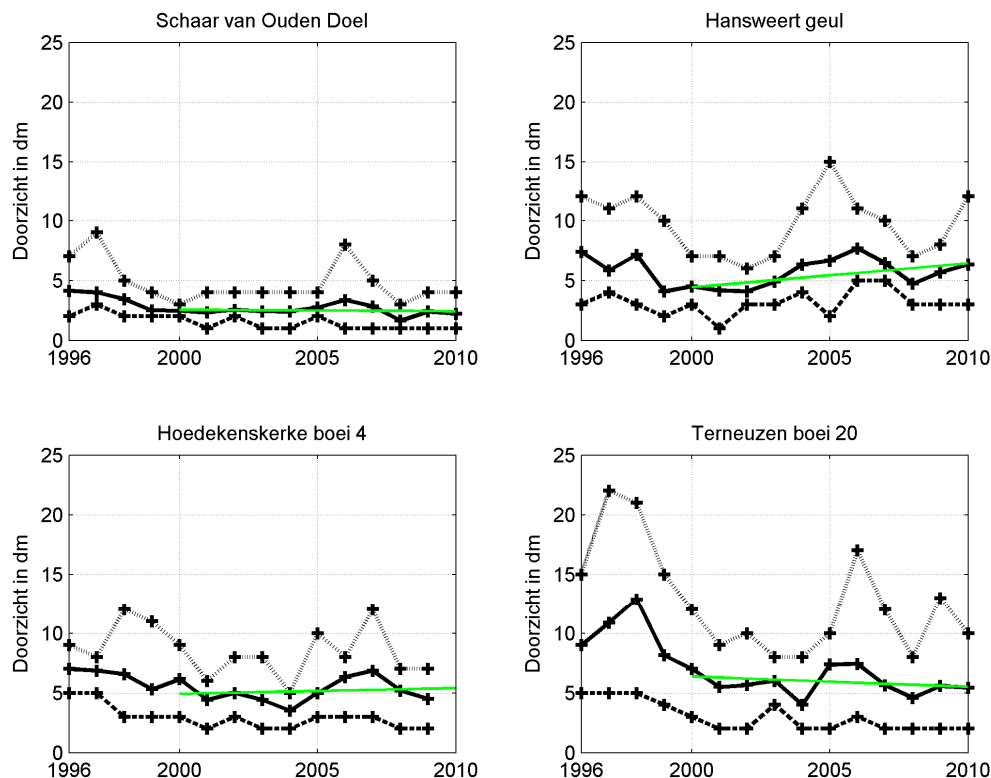 Schaar van Ouden Doel
Doorzicht in dm
25
20
15
10
5
0
1996 2000 2005 2010
Hansweert geul
Doorzicht in dm
25
20
15
10
5
0
1996 2000 2005 2010
Hoedekenskerke boei 4
Doorzicht in dm
25
20
15
10
5
0
1996 2000 2005 2010
Terneuzen boei 20
Doorzicht in dm
25
20
15
10
5
0
1996 2000 2005 2010